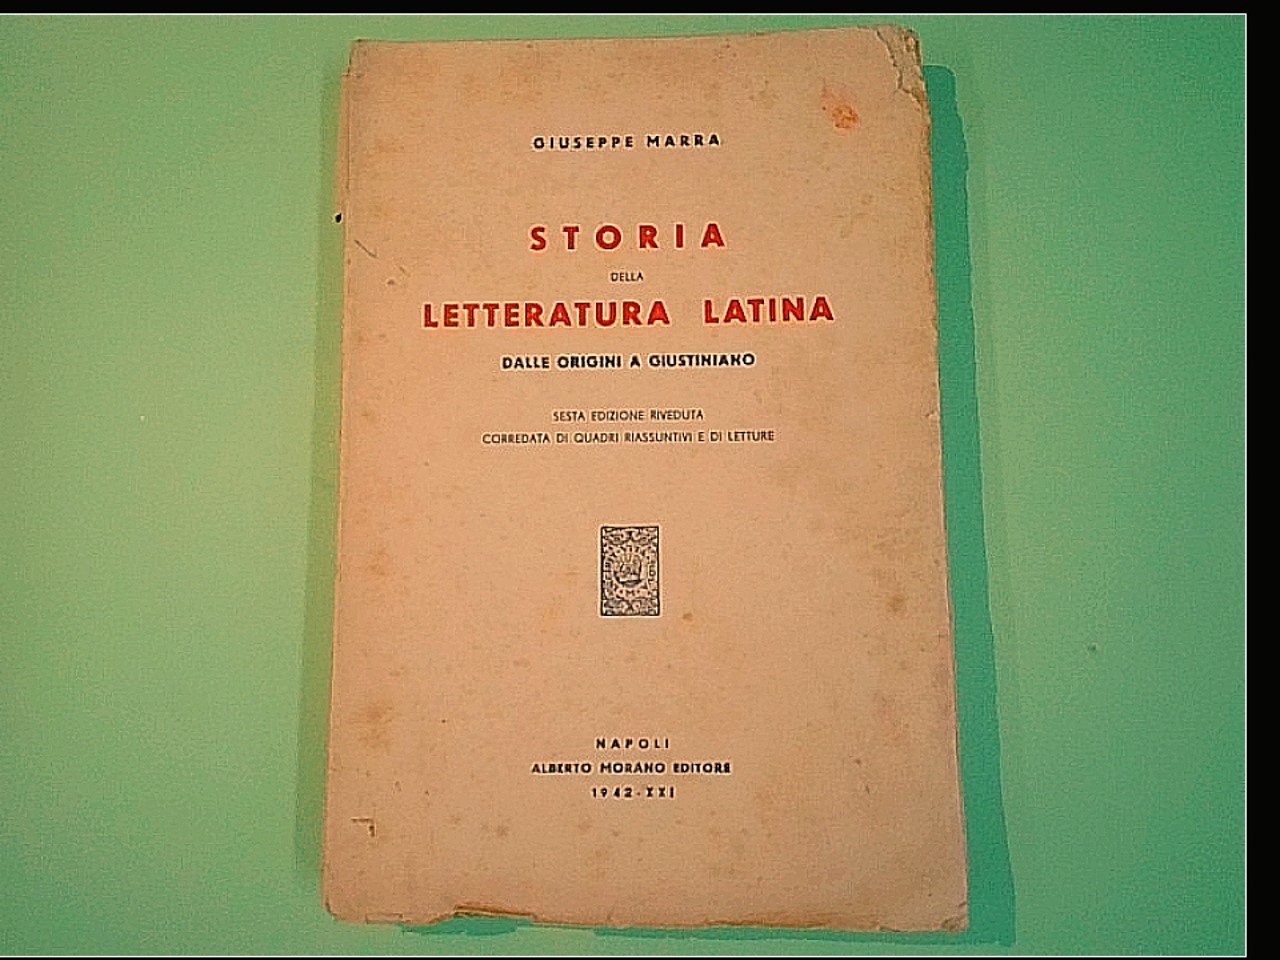 GIUSEPPE MARRA
STORIA
DELLA
LETTERATURA LATINA
DALLE ORIGINI A GIUSTINIANO
SESTA EDIZIONE RIVEDUTA
CORREDATA DI QUADRI RIASSUNTIVI E DI LETTURE
NAPOLI
ALBERTO MORANO EDITORE
1942-XXI